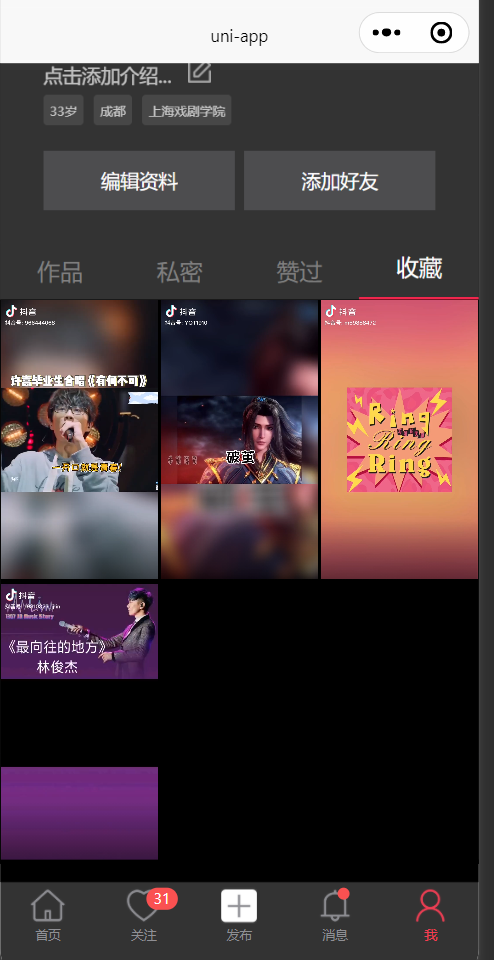 uni-app
点击添加介绍...
33岁
成都
上海戏剧学院
编辑资料
添加好友
作品
私密
赞过
收藏
抖音
抖音
抖音
许嵩毕业生合唱《有何不可》
破茧
Ring
Ring
Ring
抖音
《最向往的地方》
林俊杰
31
首页
关注
发布
消息
我